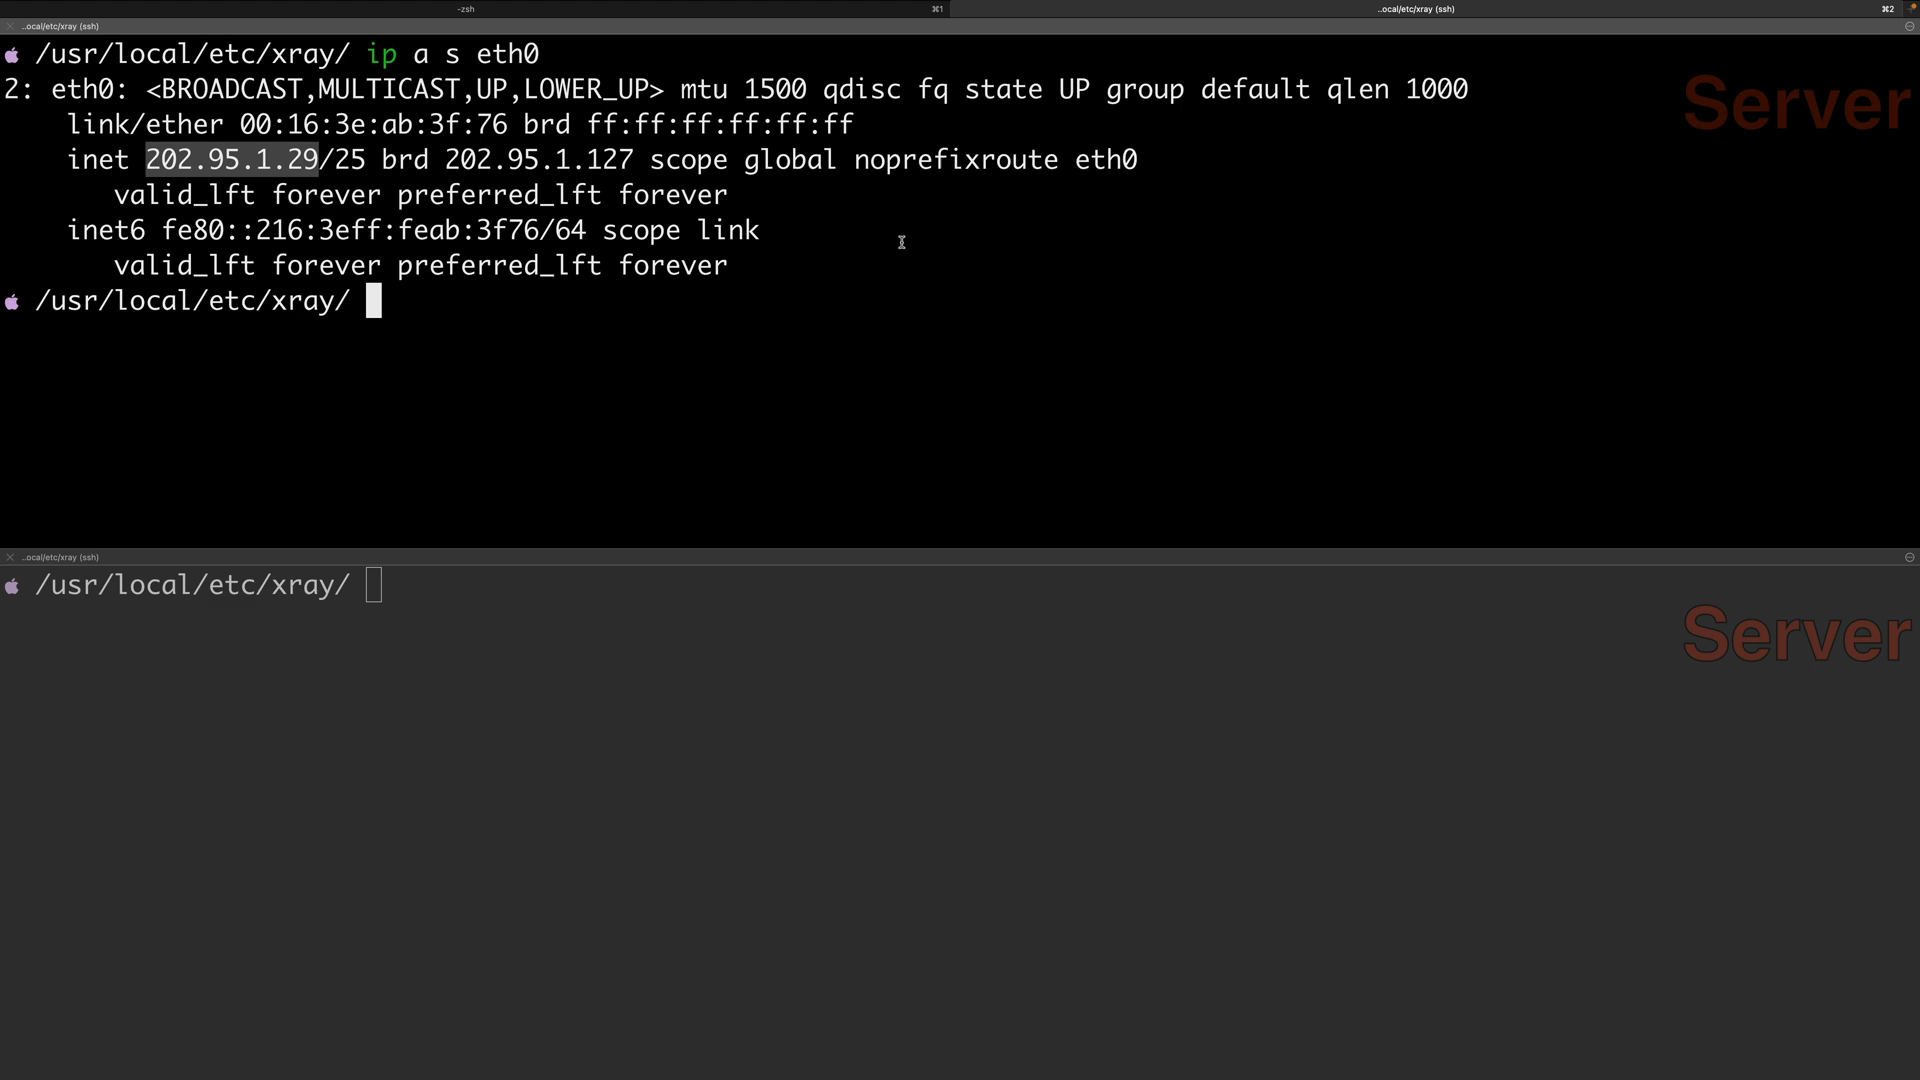 -zsh ⌘1 ..ocal/etc/xray (ssh) ⌘2
..ocal/etc/xray (ssh)
/usr/local/etc/xray/ ip a s eth0
2: eth0: <BROADCAST,MULTICAST,UP,LOWER_UP> mtu 1500 qdisc fq state UP group default qlen 1000
    link/ether 00:16:3e:ab:3f:76 brd ff:ff:ff:ff:ff:ff
    inet 202.95.1.29/25 brd 202.95.1.127 scope global noprefixroute eth0
       valid_lft forever preferred_lft forever
    inet6 fe80::216:3eff:feab:3f76/64 scope link
       valid_lft forever preferred_lft forever
/usr/local/etc/xray/
Server
..ocal/etc/xray (ssh)
/usr/local/etc/xray/
Server